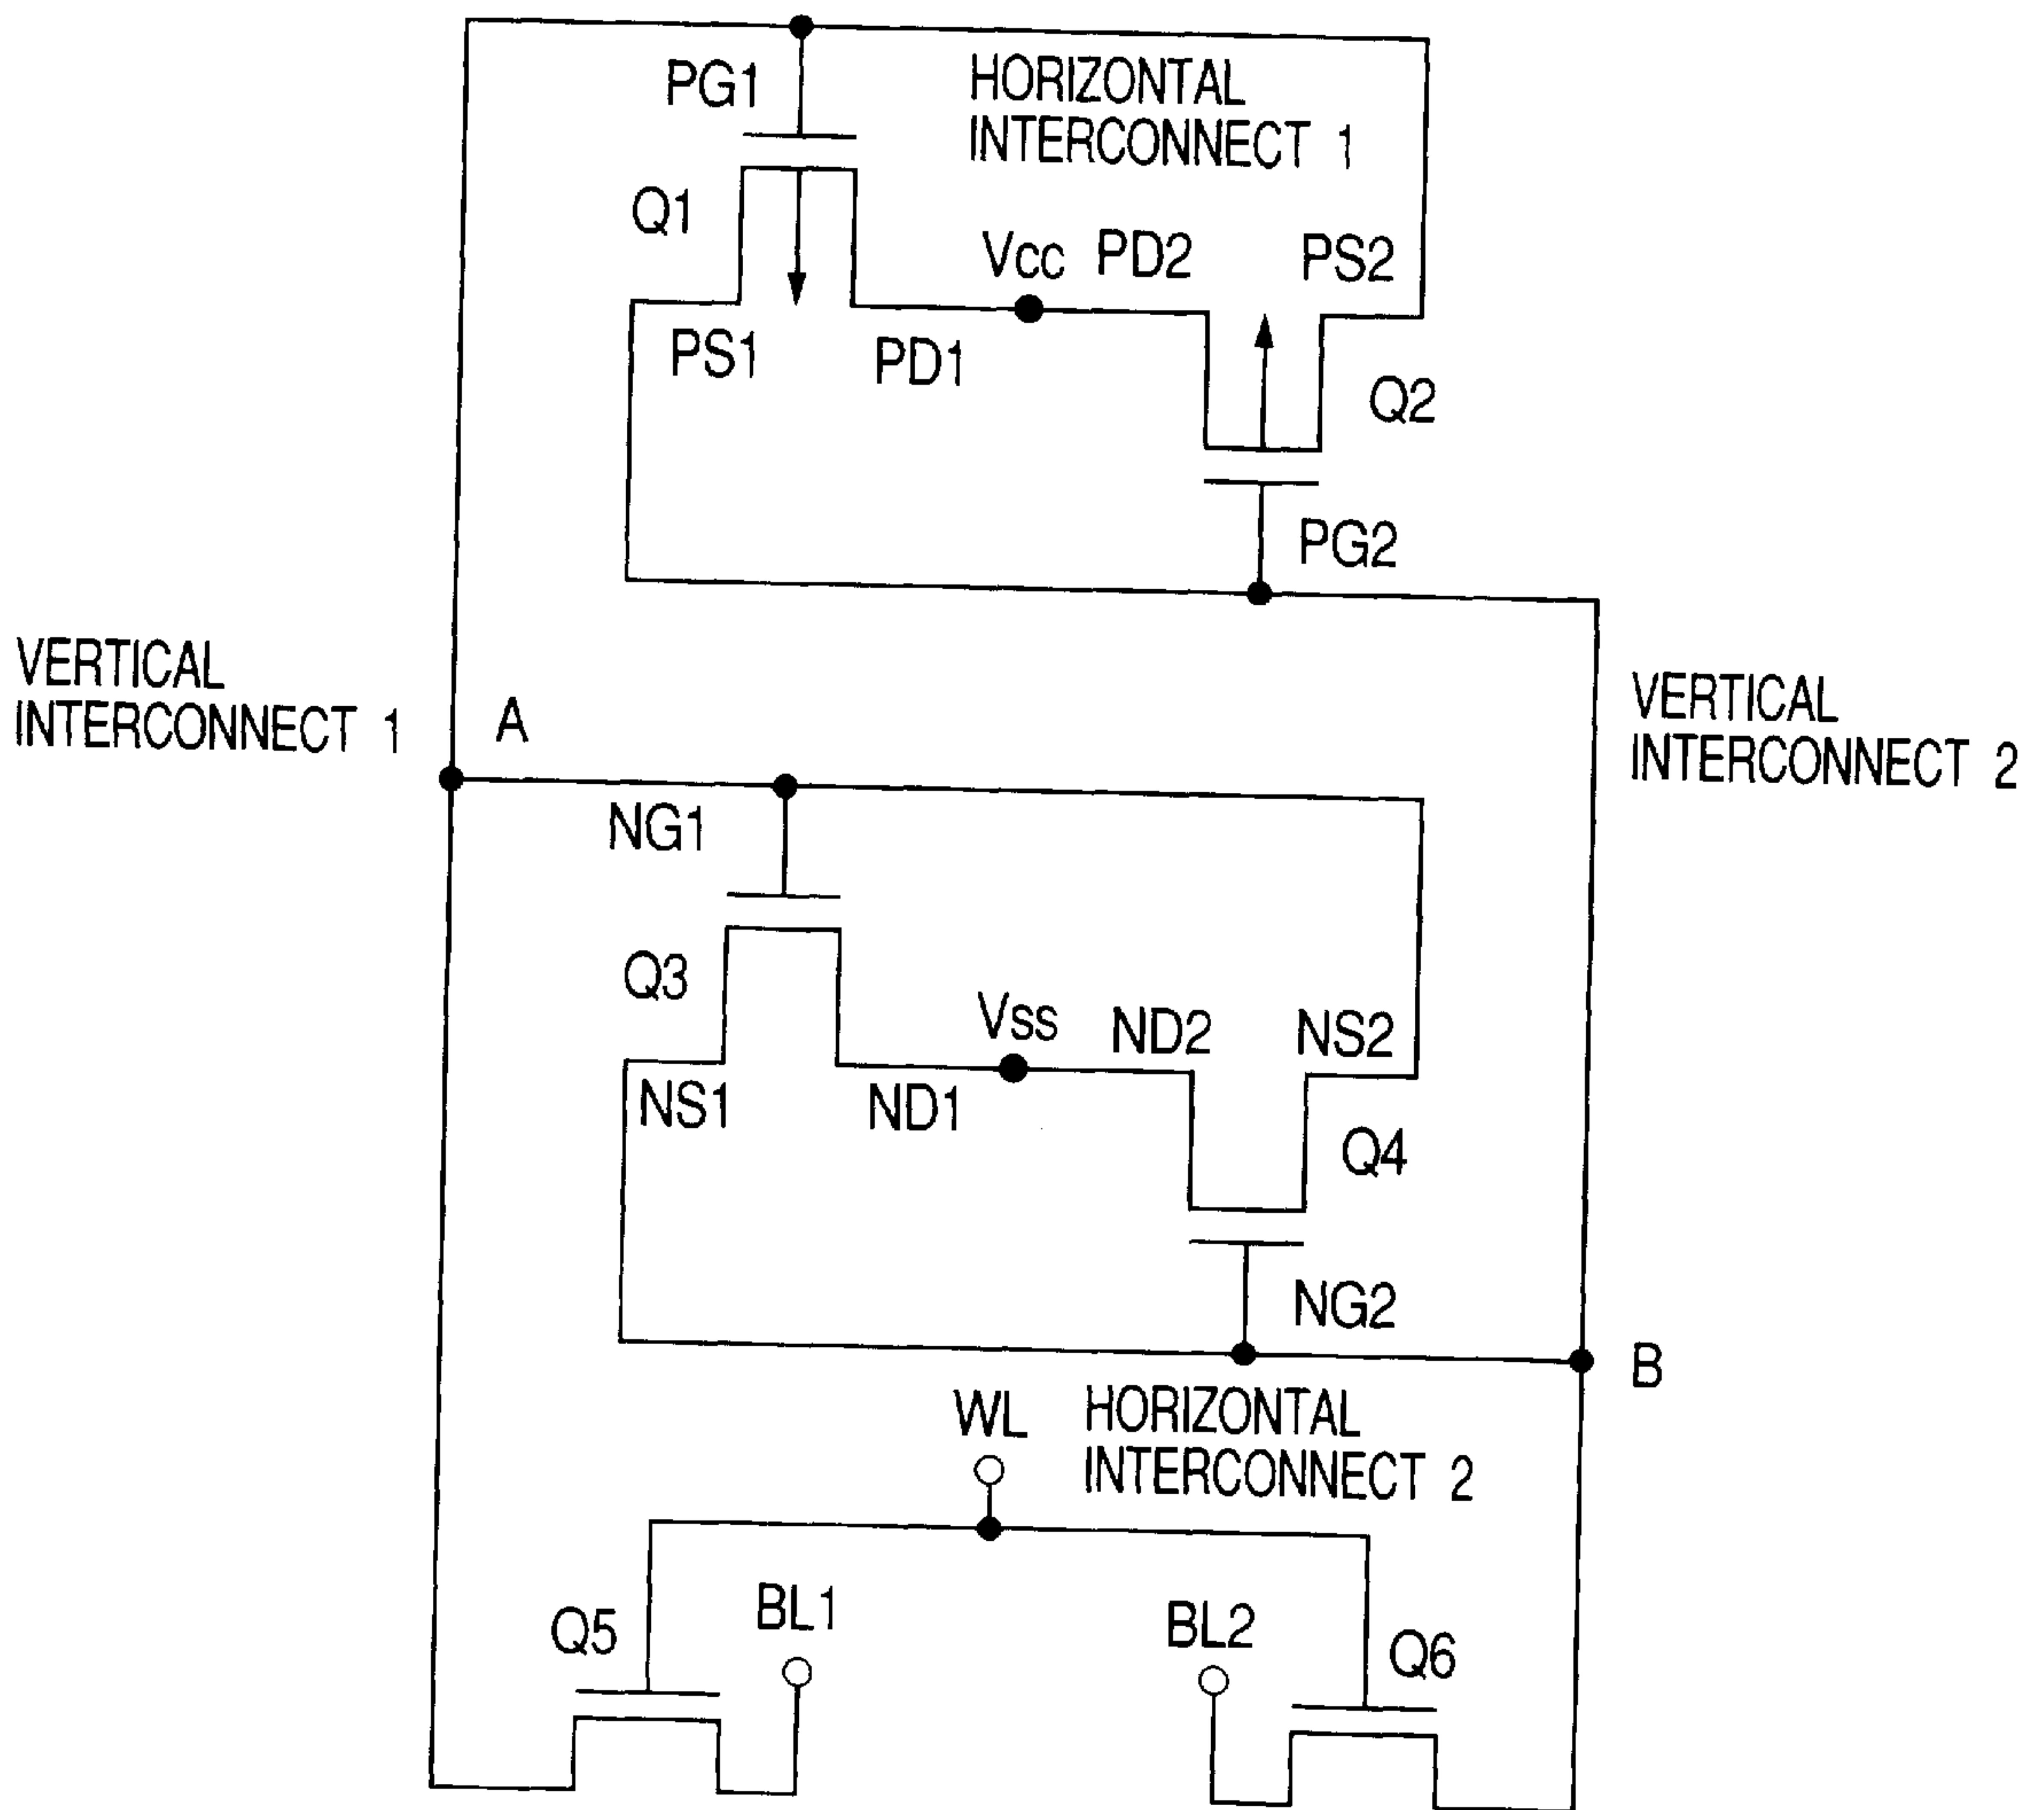 PG1
HORIZONTAL
INTERCONNECT 1
Q1
Vcc
PD2
PS2
PS1
PD1
Q2
PG2
VERTICAL
INTERCONNECT 1
A
VERTICAL
INTERCONNECT 2
NG1
Q3
Vss
ND2
NS2
NS1
ND1
Q4
NG2
B
WL
HORIZONTAL
INTERCONNECT 2
Q5
BL1
BL2
Q6